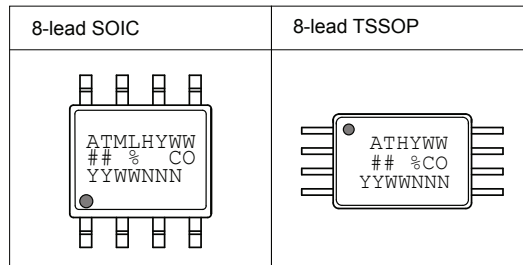 8-lead SOIC
8-lead TSSOP
ATMLHYWW
## % CO
YYWWNNN
ATHYWW
## %CO
YYWWNNN